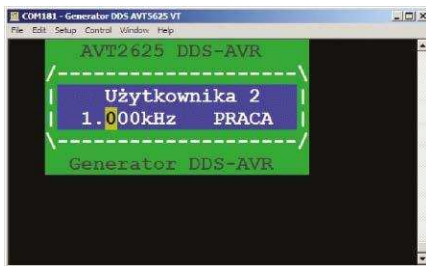 COM181 - Generator DDS AVT5625 VT
File Edit Setup Control Window Help
AVT2625 DDS-AVR
/--------------------\
| Użytkownika 2 |
| 1.000kHz PRACA |
\--------------------/
Generator DDS-AVR